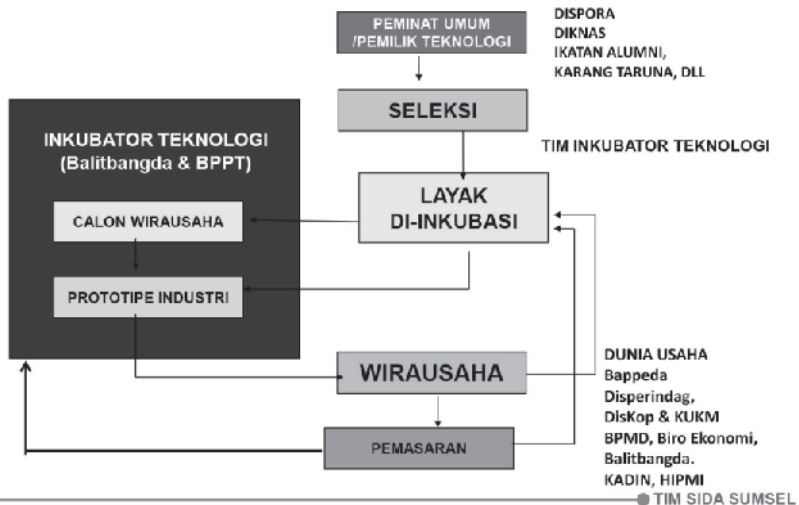 PEMINAT UMUM
/PEMILIK TEKNOLOGI
DISPORA
DIKNAS
IKATAN ALUMNI,
KARANG TARUNA, DLL
SELEKSI
TIM INKUBATOR TEKNOLOGI
INKUBATOR TEKNOLOGI
(Balitbangda & BPPT)
LAYAK
DI-INKUBASI
CALON WIRAUSAHA
PROTOTIPE INDUSTRI
WIRAUSAHA
PEMASARAN
DUNIA USAHA
Bappeda
Disperindag,
DisKop & KUKM
BPMD, Biro Ekonomi,
Balitbangda.
KADIN, HIPMI
TIM SIDA SUMSEL